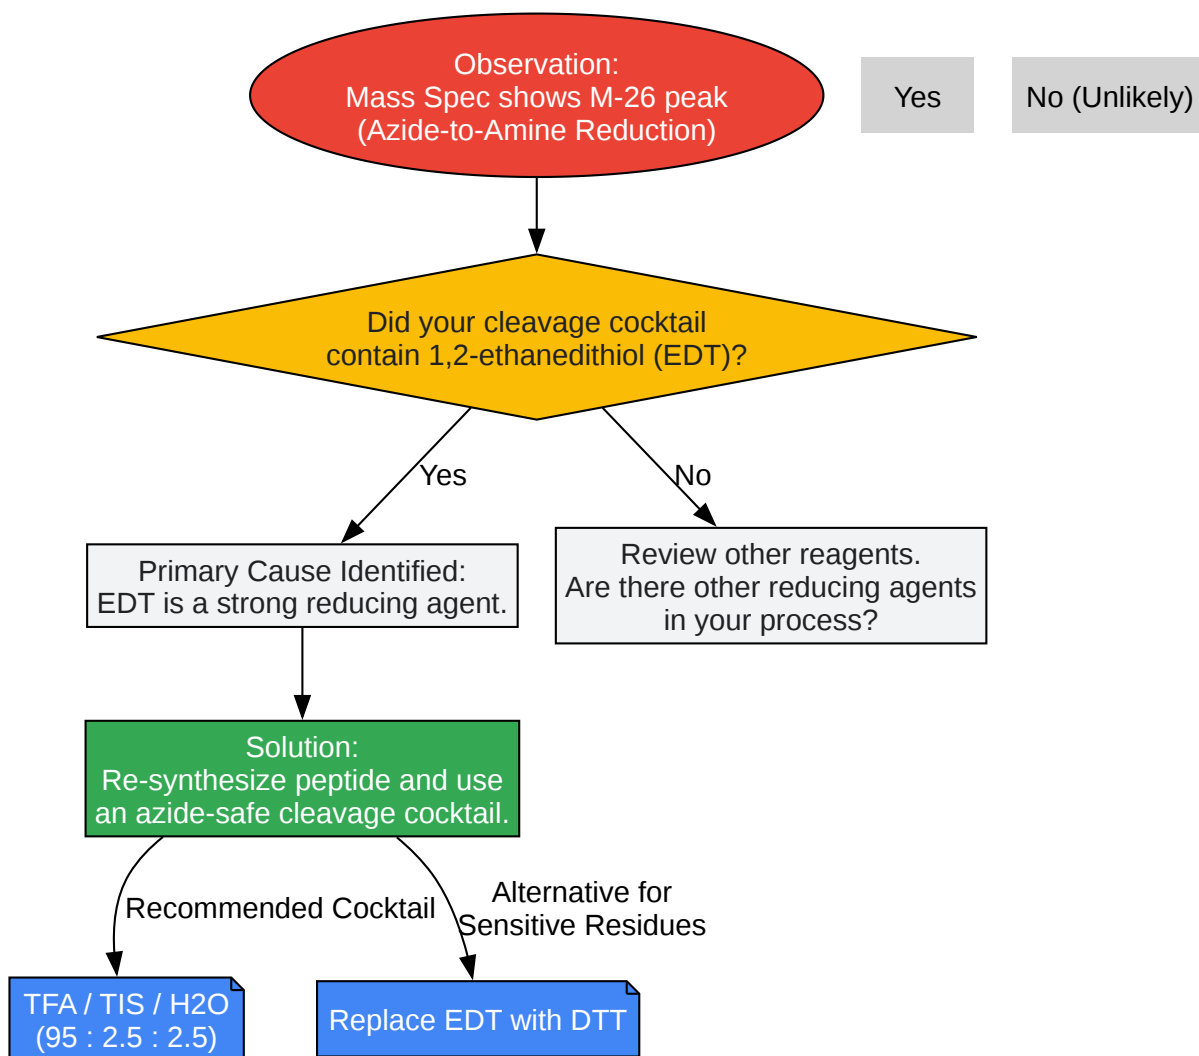 Observation:
Mass Spec shows M-26 peak
(Azide-to-Amine Reduction)
Yes
No (Unlikely)
Did your cleavage cocktail
contain 1,2-ethanedithiol (EDT)?
Yes
No
Primary Cause Identified:
EDT is a strong reducing agent.
Review other reagents.
Are there other reducing agents
in your process?
Solution:
Re-synthesize peptide and use
an azide-safe cleavage cocktail.
Recommended Cocktail
Alternative for
Sensitive Residues
TFA / TIS / H2O
(95 : 2.5 : 2.5)
Replace EDT with DTT